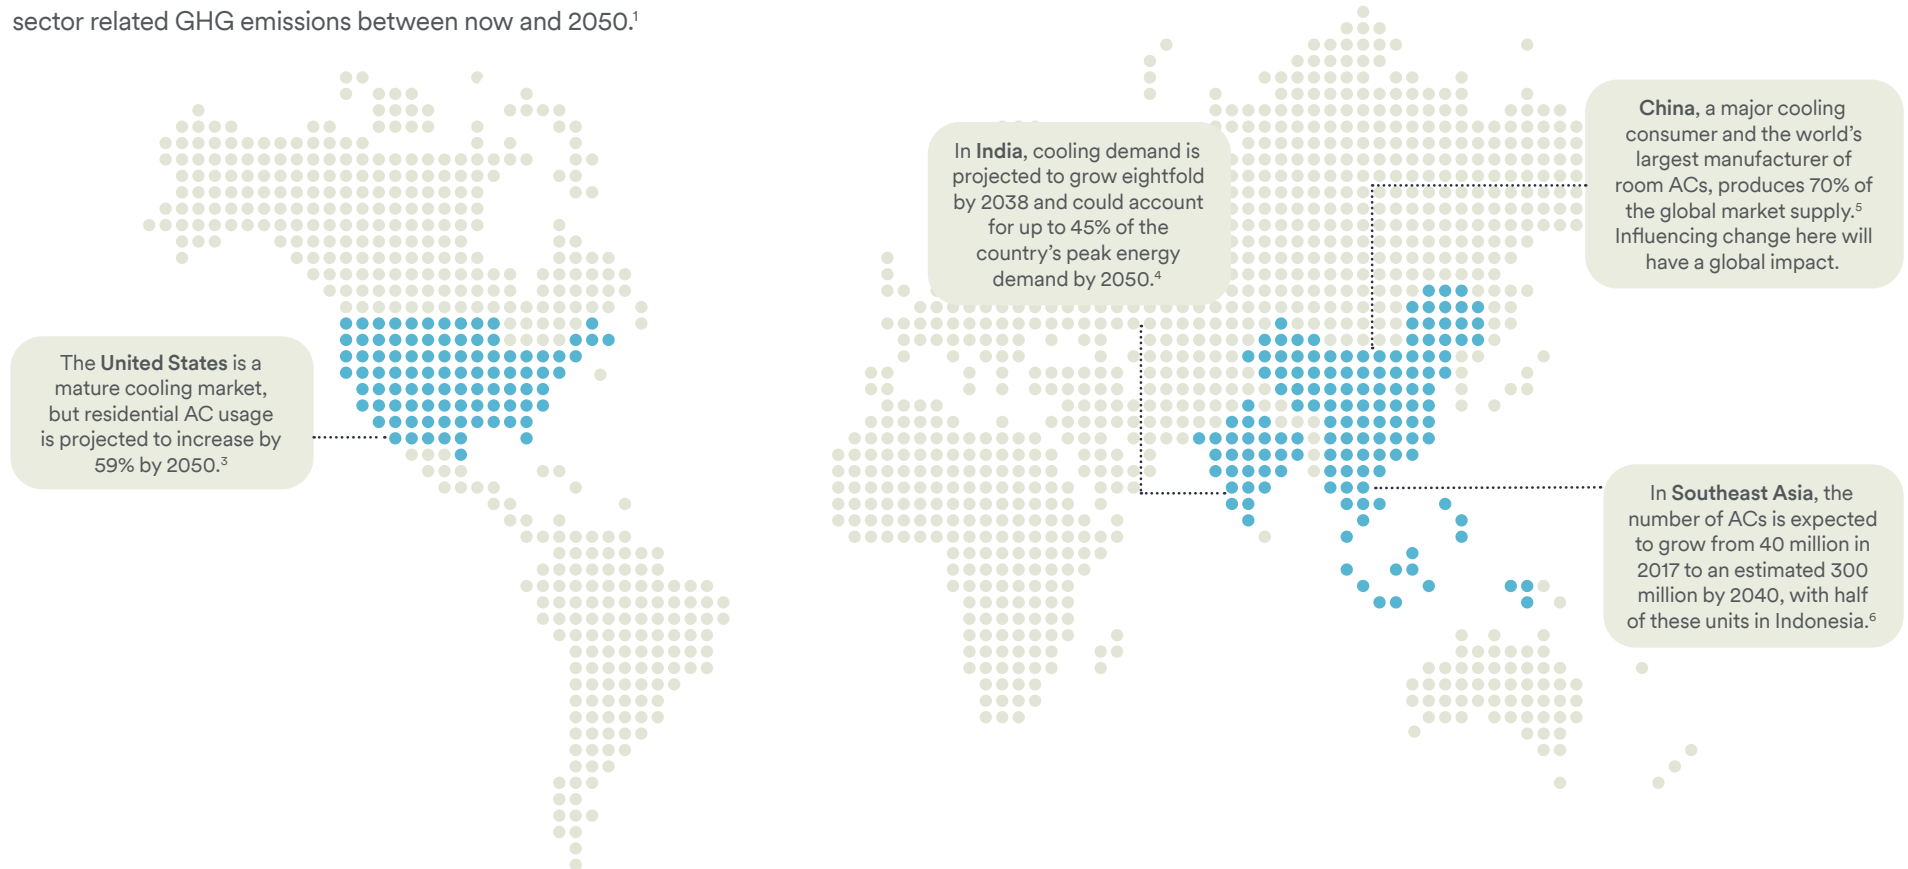 sector related GHG emissions between now and 2050.¹
In India, cooling demand is
projected to grow eightfold
by 2038 and could account
for up to 45% of the
country’s peak energy
demand by 2050.⁴
China, a major cooling
consumer and the world’s
largest manufacturer of
room ACs, produces 70% of
the global market supply.⁵
Influencing change here will
have a global impact.
The United States is a
mature cooling market,
but residential AC usage
is projected to increase by
59% by 2050.³
In Southeast Asia, the
number of ACs is expected
to grow from 40 million in
2017 to an estimated 300
million by 2040, with half
of these units in Indonesia.⁶